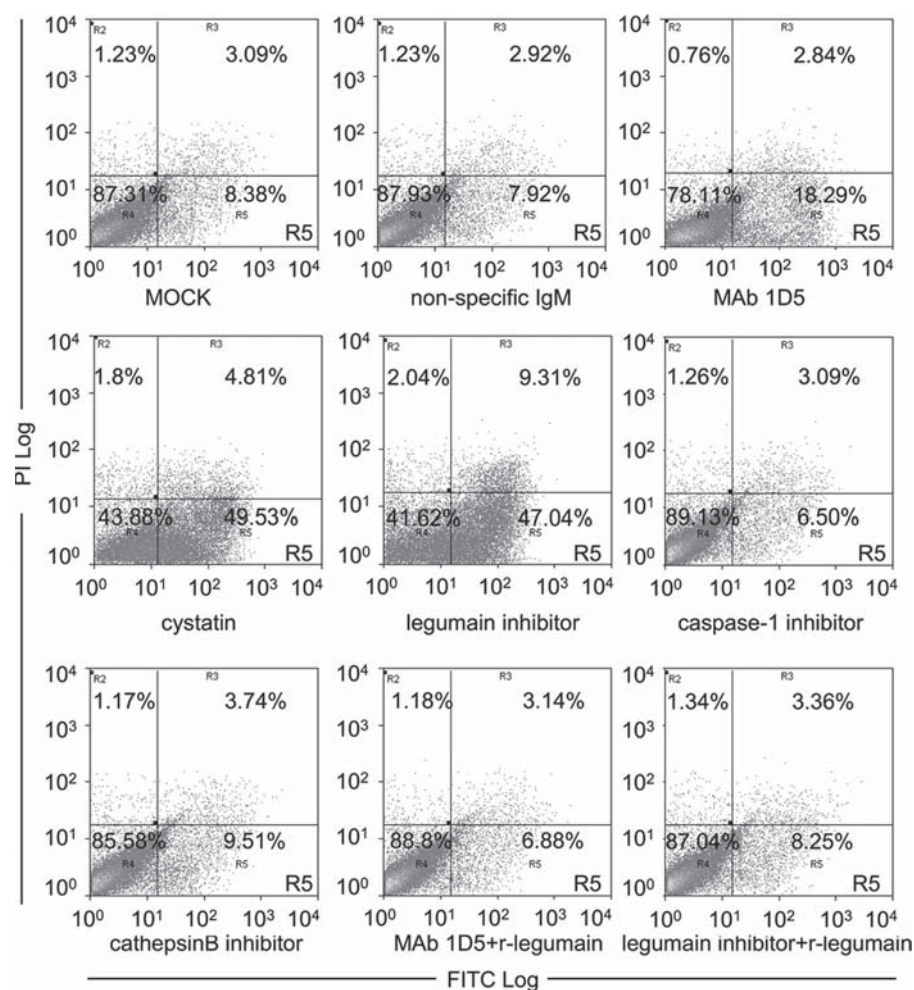 PI Log
10⁴ R2 R3 10⁴ R2 R3 10⁴ R2 R3
1.23% 3.09% 1.23% 2.92% 0.76% 2.84%
10³ 10³ 10³
10² 10² 10²
10¹ 10¹ 10¹
87.31% 8.38% 87.93% 7.92% 78.11% 18.29%
R4 R5 R4 R5 R4 R5
10⁰ R5 10⁰ R5 10⁰ R5
10⁰ 10¹ 10² 10³ 10⁴ 10⁰ 10¹ 10² 10³ 10⁴ 10⁰ 10¹ 10² 10³ 10⁴
MOCK non-specific IgM MAb 1D5
10⁴ R2 R3 10⁴ R2 R3 10⁴ R2 R3
1.8% 4.81% 2.04% 9.31% 1.26% 3.09%
10³ 10³ 10³
10² 10² 10²
10¹ 10¹ 10¹
43.88% 49.53% 41.62% 47.04% 89.13% 6.50%
R4 R5 R4 R5 R4 R5
10⁰ R5 10⁰ R5 10⁰ R5
10⁰ 10¹ 10² 10³ 10⁴ 10⁰ 10¹ 10² 10³ 10⁴ 10⁰ 10¹ 10² 10³ 10⁴
cystatin legumain inhibitor caspase-1 inhibitor
10⁴ R2 R3 10⁴ R2 R3 10⁴ R2 R3
1.17% 3.74% 1.18% 3.14% 1.34% 3.36%
10³ 10³ 10³
10² 10² 10²
10¹ 10¹ 10¹
85.58% 9.51% 88.8% 6.88% 87.04% 8.25%
R4 R5 R4 R5 R4 R5
10⁰ R5 10⁰ R5 10⁰ R5
10⁰ 10¹ 10² 10³ 10⁴ 10⁰ 10¹ 10² 10³ 10⁴ 10⁰ 10¹ 10² 10³ 10⁴
cathepsinB inhibitor MAb 1D5+r-legumain legumain inhibitor+r-legumain
FITC Log